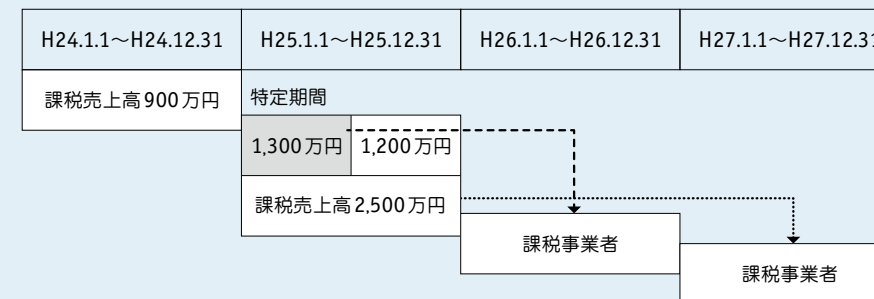 H24.1.1～H24.12.31 H25.1.1～H25.12.31 H26.1.1～H26.12.31 H27.1.1～H27.12.31
課税売上高900万円 特定期間
1,300万円 1,200万円
課税売上高2,500万円
課税事業者
課税事業者